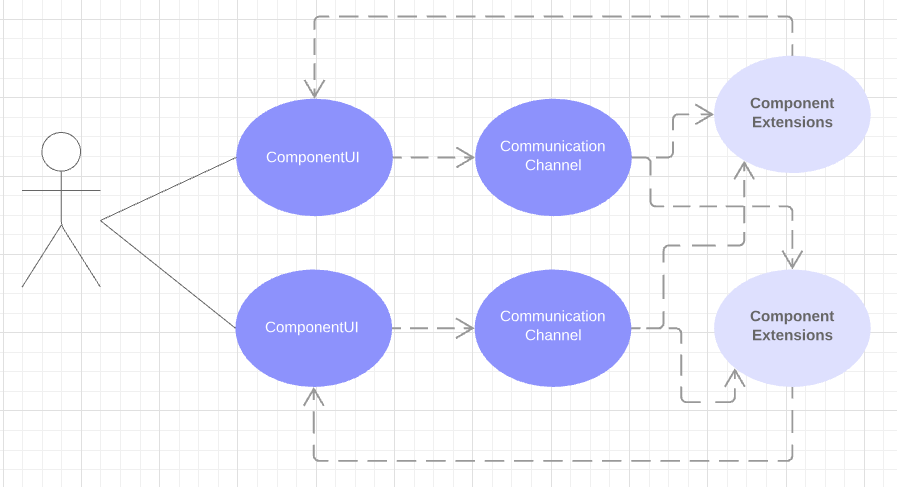 Component
Extensions
ComponentUI
Communication
Channel
ComponentUI
Communication
Channel
Component
Extensions